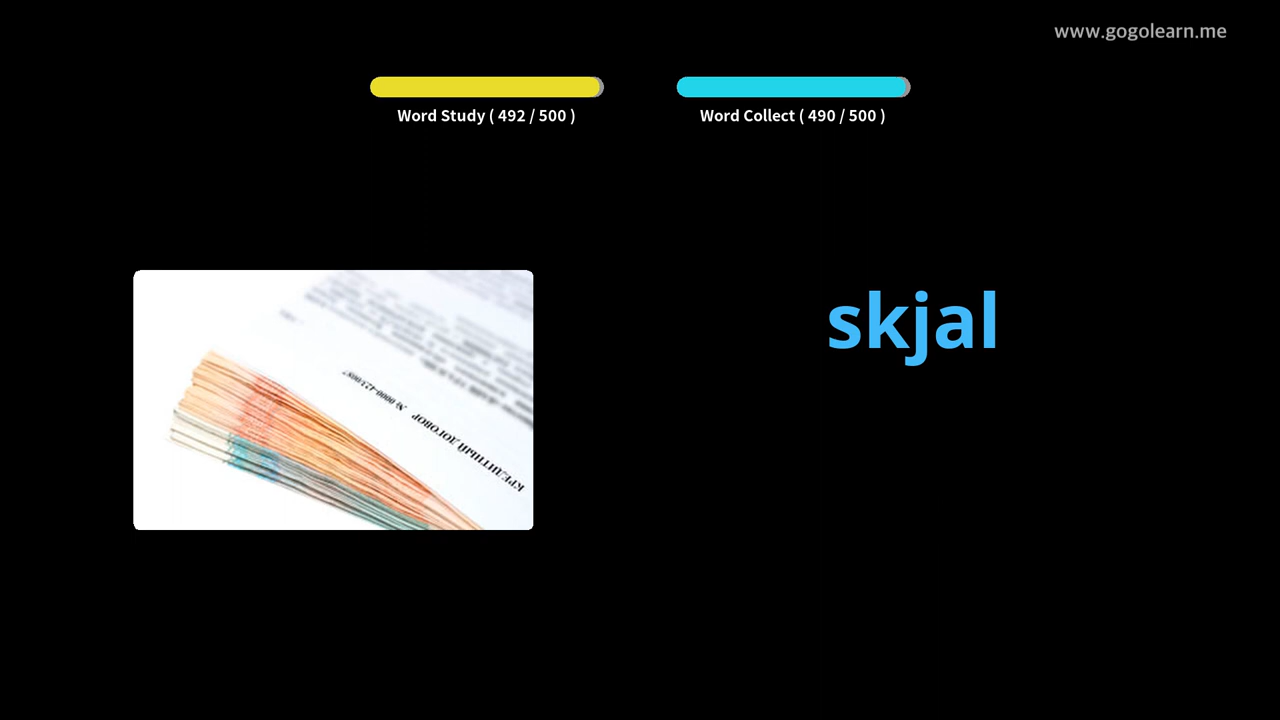 www.gogolearn.me
Word Study ( 492 / 500 )
Word Collect ( 490 / 500 )
skjal
КРЕДИТНЫЙ ДОГОВОР